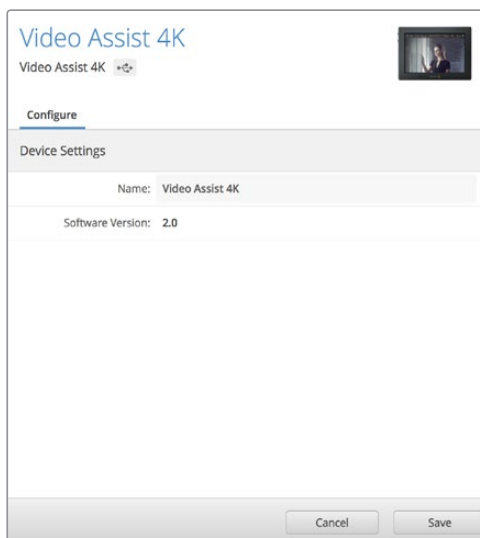 Video Assist 4K
Video Assist 4K
Configure
Device Settings
Name: Video Assist 4K
Software Version: 2.0
Cancel Save